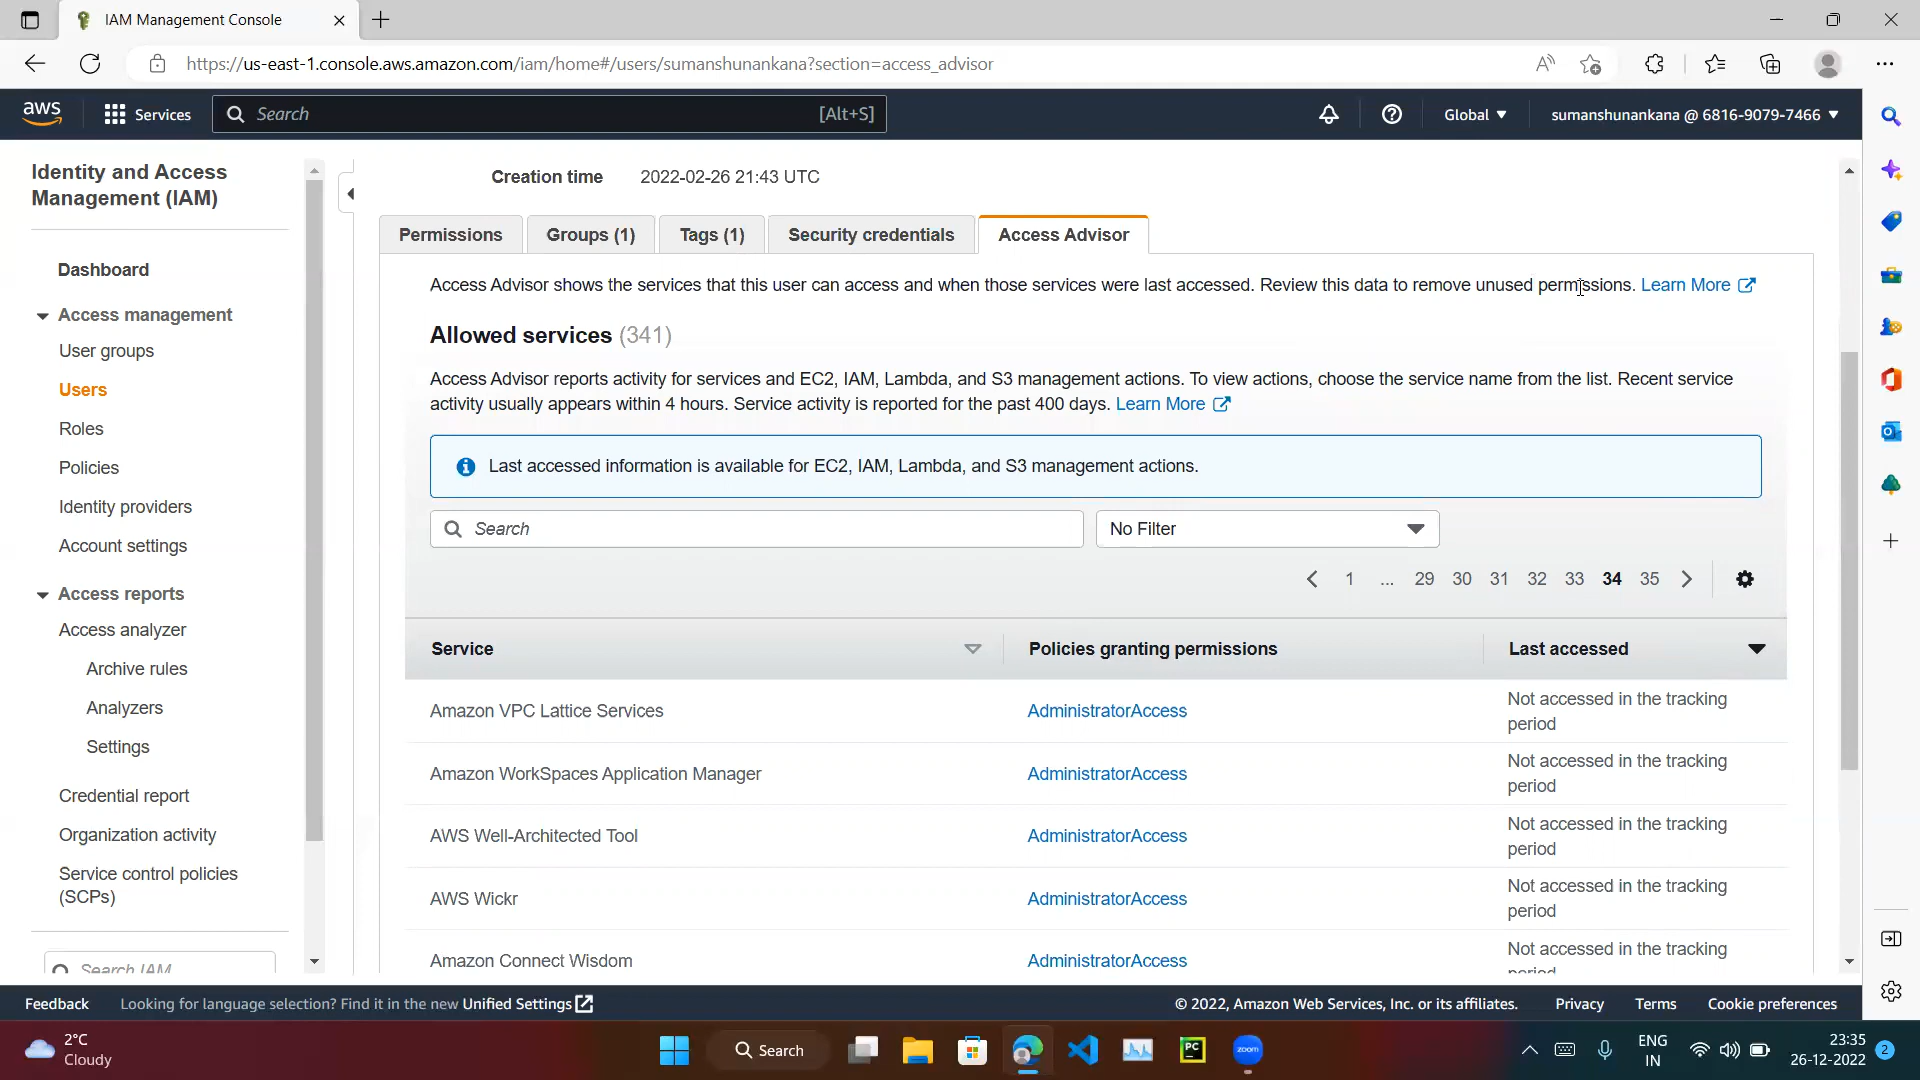 IAM Management Console
https://us-east-1.console.aws.amazon.com/iam/home#/users/sumanshunankana?section=access_advisor
aws
Services
Search
[Alt+S]
Global
sumanshunankana @ 6816-9079-7466
Identity and Access
Management (IAM)
Dashboard
Access management
User groups
Users
Roles
Policies
Identity providers
Account settings
Access reports
Access analyzer
Archive rules
Analyzers
Settings
Credential report
Organization activity
Service control policies
(SCPs)
Search IAM
Creation time 2022-02-26 21:43 UTC
Permissions
Groups (1)
Tags (1)
Security credentials
Access Advisor
Access Advisor shows the services that this user can access and when those services were last accessed. Review this data to remove unused permissions. Learn More
Allowed services (341)
Access Advisor reports activity for services and EC2, IAM, Lambda, and S3 management actions. To view actions, choose the service name from the list. Recent service
activity usually appears within 4 hours. Service activity is reported for the past 400 days. Learn More
Last accessed information is available for EC2, IAM, Lambda, and S3 management actions.
Search
No Filter
1 ... 29 30 31 32 33 34 35
Service Policies granting permissions Last accessed
Amazon VPC Lattice Services AdministratorAccess Not accessed in the tracking
period
Amazon WorkSpaces Application Manager AdministratorAccess Not accessed in the tracking
period
AWS Well-Architected Tool AdministratorAccess Not accessed in the tracking
period
AWS Wickr AdministratorAccess Not accessed in the tracking
period
Amazon Connect Wisdom AdministratorAccess Not accessed in the tracking
period
Feedback
Looking for language selection? Find it in the new Unified Settings
© 2022, Amazon Web Services, Inc. or its affiliates.
Privacy
Terms
Cookie preferences
2°C
Cloudy
Search
PC
zoom
ENG
IN
23:35
26-12-2022
2